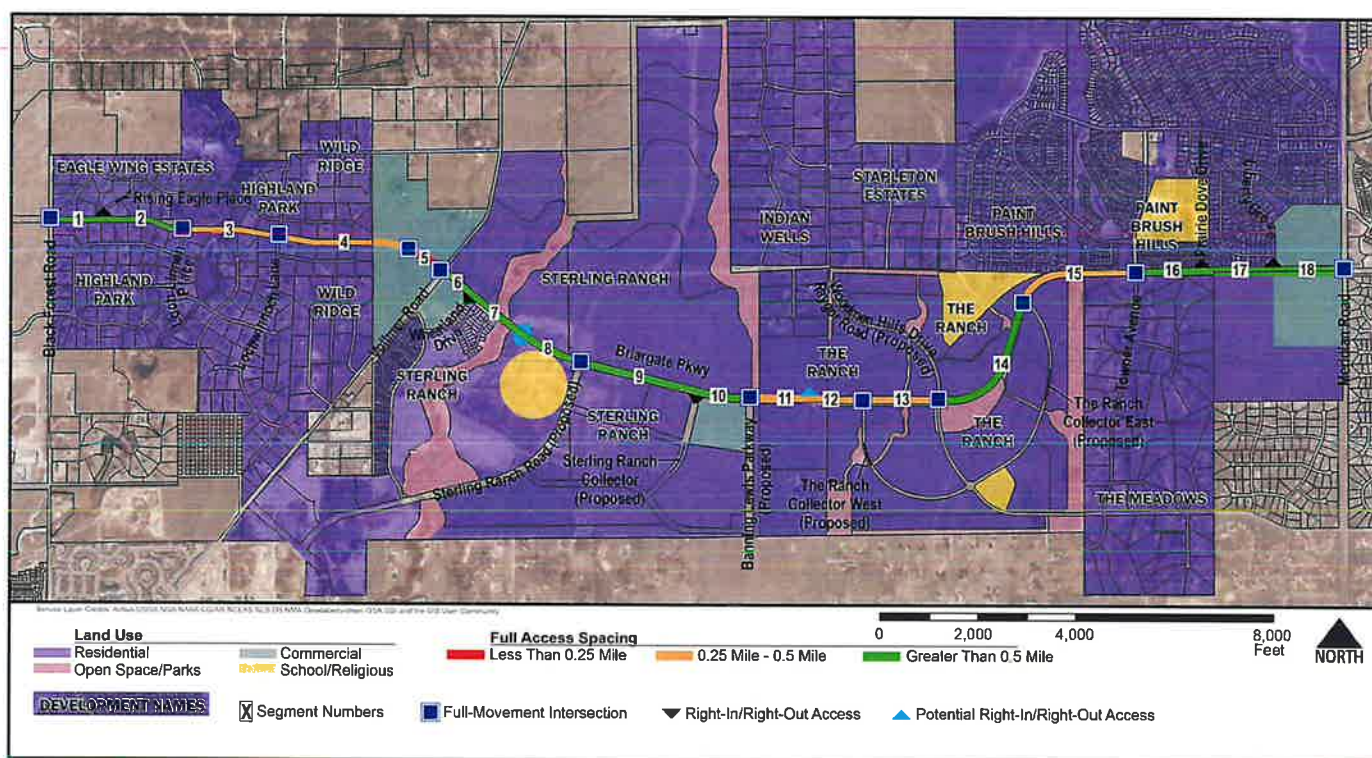 EAGLE WING ESTATES
Rising Eagle Place
WILD
RIDGE
HIGHLAND
PARK
STAPLETON
ESTATES
INDIAN
WELLS
PAINT
BRUSH HILLS
PAINT
BRUSH
HILLS
Prairie Dove Drive
1
2
3
4
5
6
7
8
9
10
11
12
13
14
15
16
17
18
HIGHLAND
PARK
WILD
RIDGE
Black Forest Road
Loch Linneh Place
Vollmer Road
Wheatland
Drive
STERLING RANCH
STERLING
RANCH
STERLING
RANCH
Briargate Pkwy
Sterling Ranch Road (Proposed)
Sterling Ranch
Collector
(Proposed)
Banning Lewis Parkway
(Proposed)
THE
RANCH
THE
RANCH
THE
RANCH
The Ranch
Collector West
(Proposed)
The Ranch
Collector East
(Proposed)
Towner Avenue
Meridian Road
THE MEADOWS
Land Use
Residential
Open Space/Parks
Commercial
School/Religious
DEVELOPMENT NAMES
Full Access Spacing
Less Than 0.25 Mile
0.25 Mile - 0.5 Mile
Greater Than 0.5 Mile
X Segment Numbers
Full-Movement Intersection
Right-In/Right-Out Access
Potential Right-In/Right-Out Access
0 2,000 4,000 8,000
Feet
NORTH